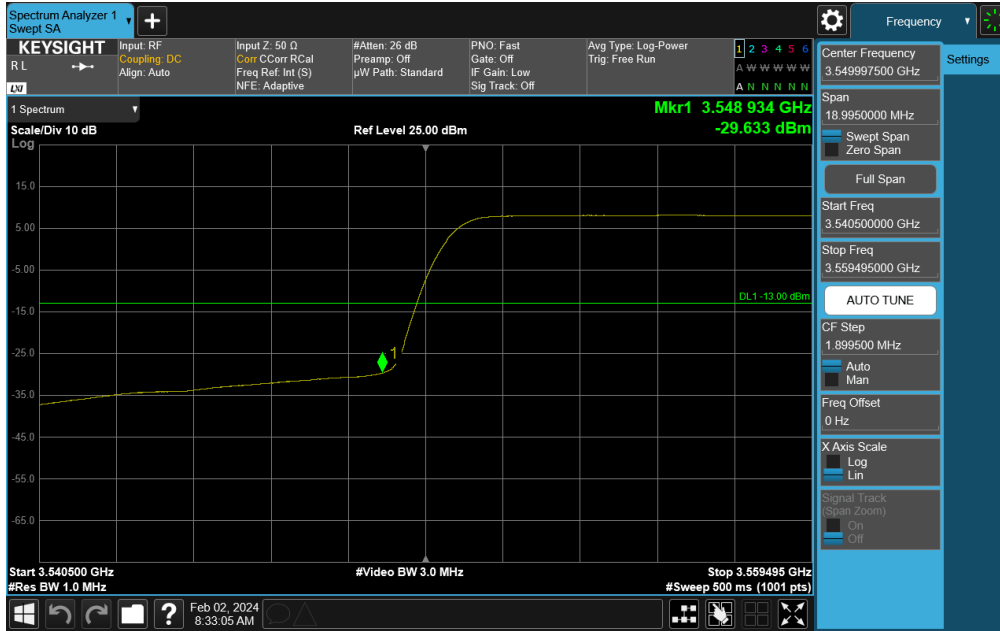 Spectrum Analyzer 1
Swept SA
Frequency
KEYSIGHT
R L
LXI
Input: RF
Coupling: DC
Align: Auto
Input Z: 50 Ω
Corr CCorr RCal
Freq Ref: Int (S)
NFE: Adaptive
#Atten: 26 dB
Preamp: Off
µW Path: Standard
PNO: Fast
Gate: Off
IF Gain: Low
Sig Track: Off
Avg Type: Log-Power
Trig: Free Run
1 2 3 4 5 6
A W W W W W
A N N N N N
1 Spectrum
Scale/Div 10 dB
Log
Ref Level 25.00 dBm
Mkr1 3.548 934 GHz
-29.633 dBm
15.0
5.00
-5.00
-15.0
-25.0
-35.0
-45.0
-55.0
-65.0
DL1 -13.00 dBm
1
Start 3.540500 GHz
#Res BW 1.0 MHz
#Video BW 3.0 MHz
Stop 3.559495 GHz
#Sweep 500 ms (1001 pts)
Center Frequency
3.549997500 GHz
Span
18.9950000 MHz
Swept Span
Zero Span
Full Span
Start Freq
3.540500000 GHz
Stop Freq
3.559495000 GHz
AUTO TUNE
CF Step
1.899500 MHz
Auto
Man
Freq Offset
0 Hz
X Axis Scale
Log
Lin
Signal Track
(Span Zoom)
On
Off
Settings
?
Feb 02, 2024
8:33:05 AM